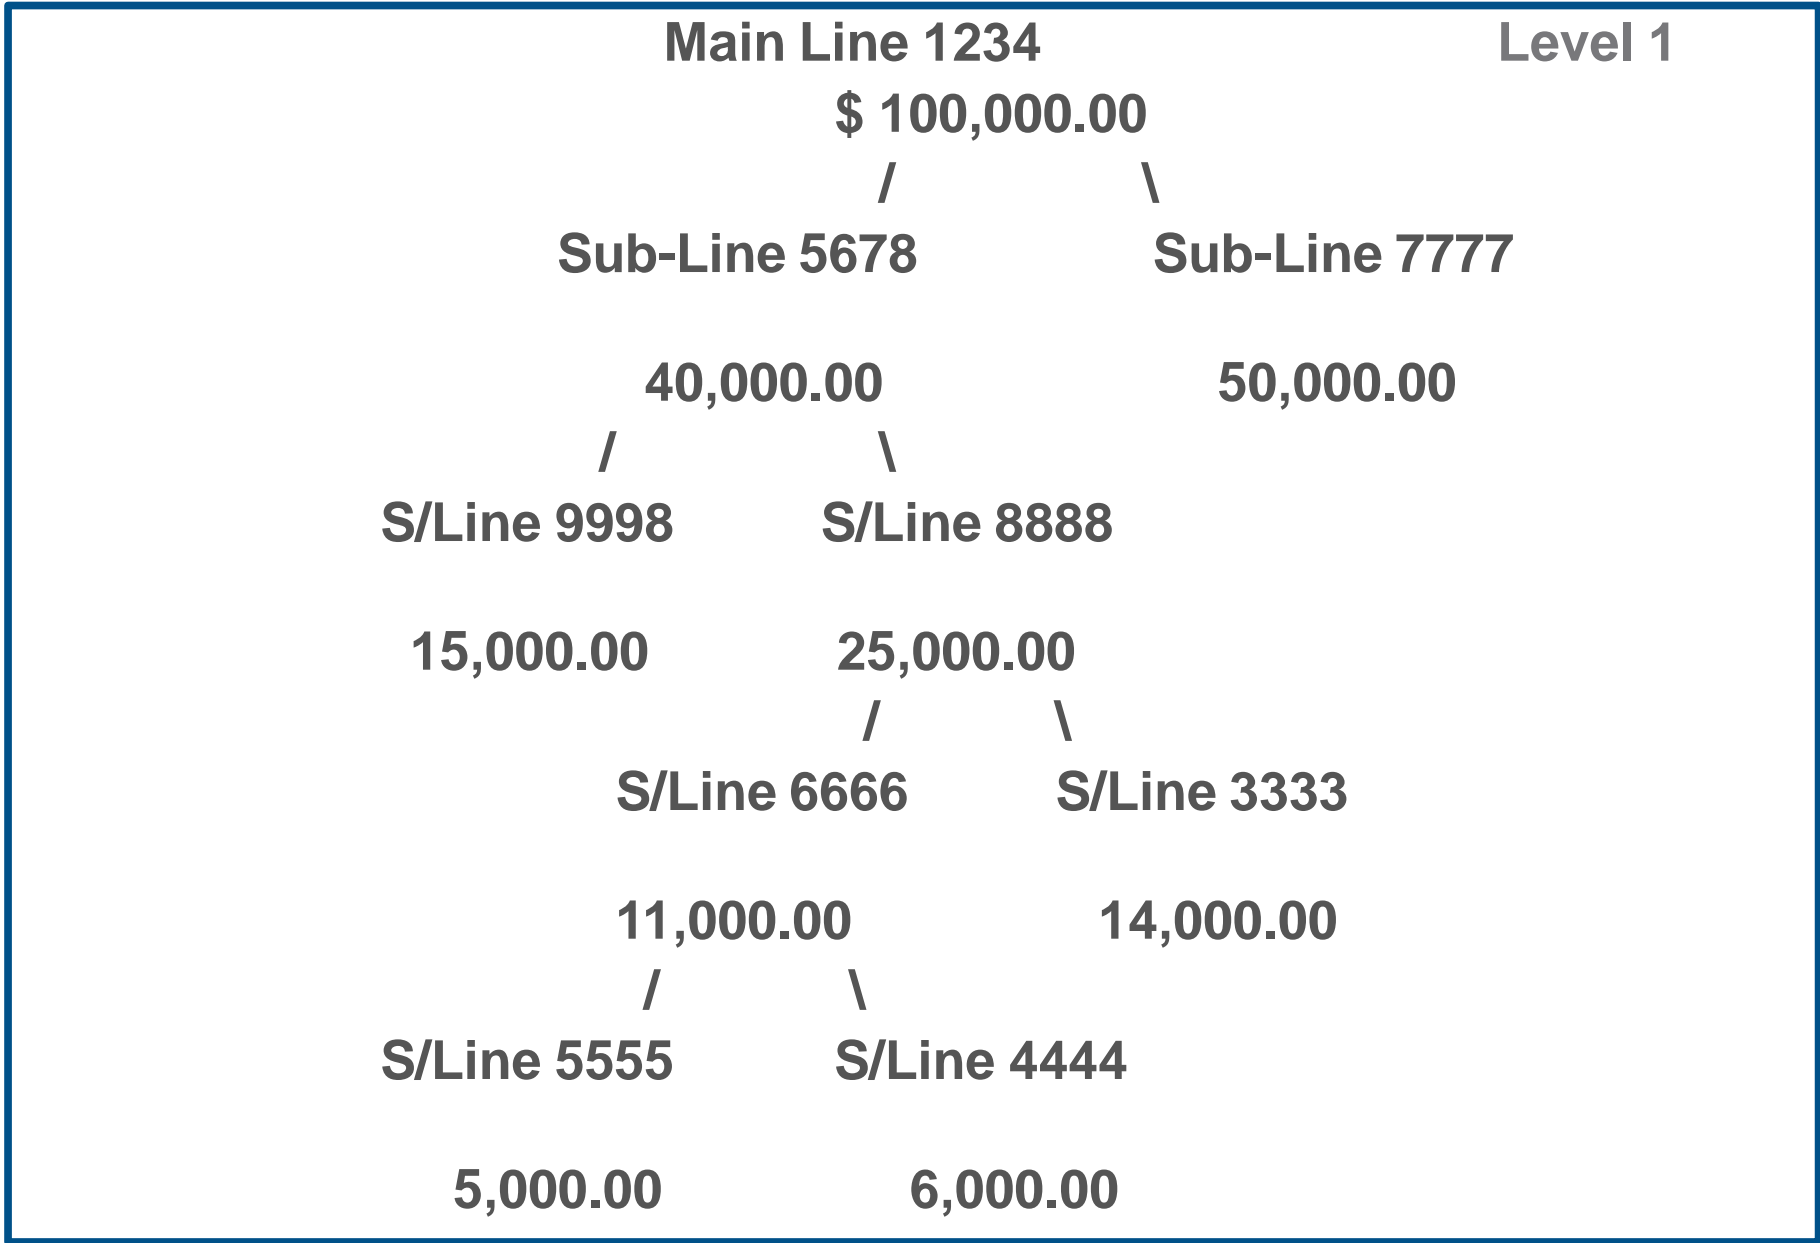 Main Line 1234 Level 1
$ 100,000.00
/ \
Sub-Line 5678 Sub-Line 7777
40,000.00 50,000.00
/ \
S/Line 9998 S/Line 8888
15,000.00 25,000.00
/ \
S/Line 6666 S/Line 3333
11,000.00 14,000.00
/ \
S/Line 5555 S/Line 4444
5,000.00 6,000.00